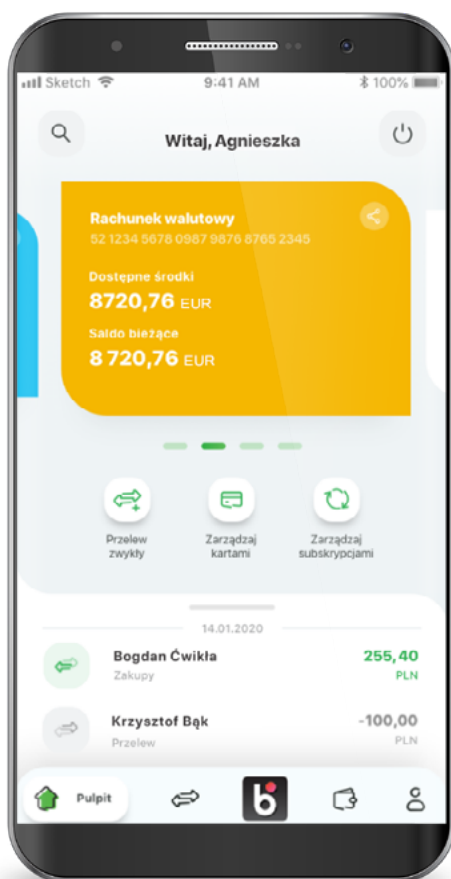 Sketch 9:41 AM 100%
Witaj, Agnieszka
Rachunek walutowy
52 1234 5678 0987 9876 8765 2345
Dostępne środki
8720,76 EUR
Saldo bieżące
8 720,76 EUR
Przelew
zwykły
Zarządzaj
kartami
Zarządzaj
subskrypcjami
14.01.2020
Bogdan Ćwikła 255,40
Zakupy PLN
Krzysztof Bąk -100,00
Przelew PLN
Pulpit b